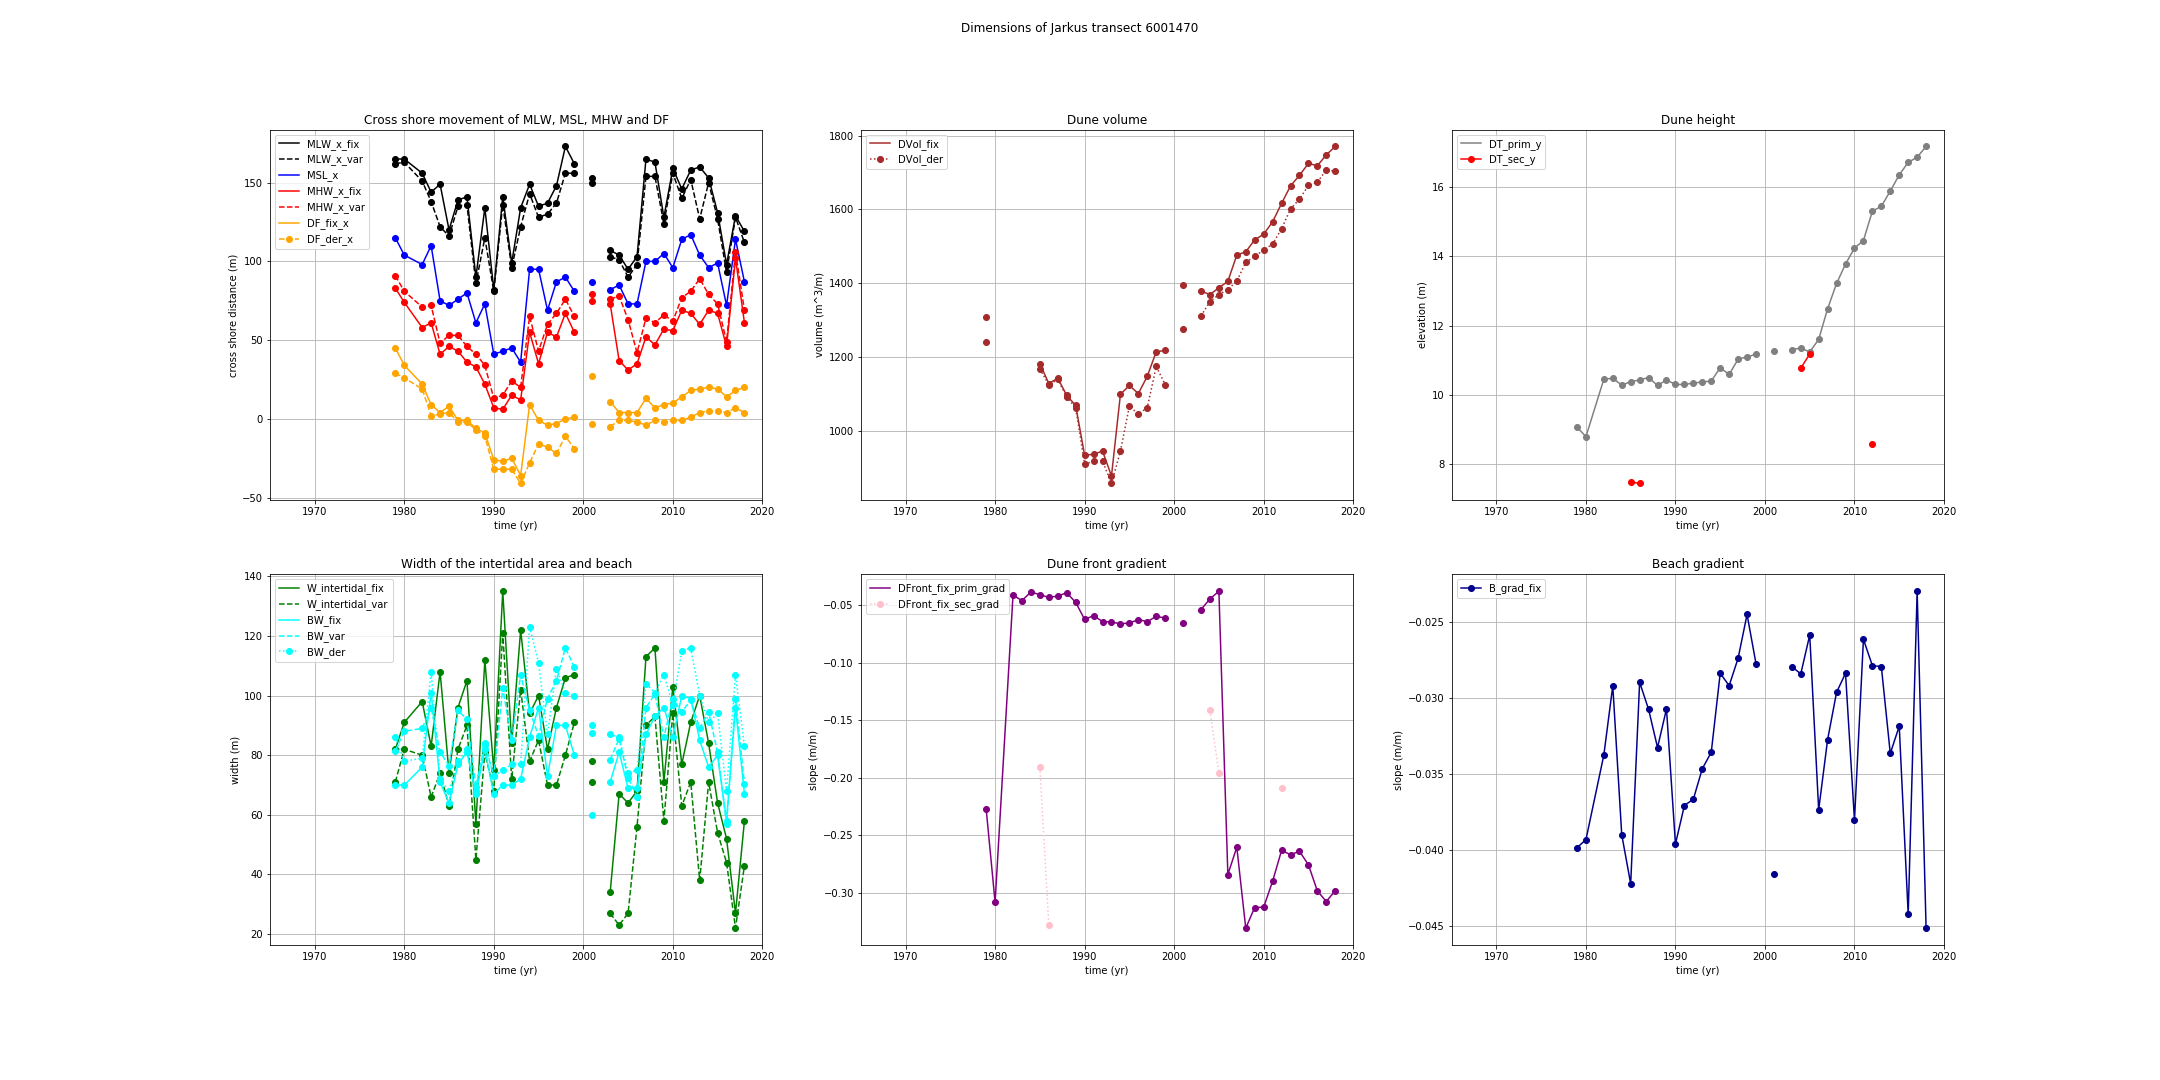 Dimensions of Jarkus transect 6001470
Cross shore movement of MLW, MSL, MHW and DF
MLW_x_fix
MLW_x_var
MSL_x
MHW_x_fix
MHW_x_var
DF_fix_x
DF_der_x
cross shore distance (m)
150
100
50
0
−50
1970 1980 1990 2000 2010 2020
time (yr)
Dune volume
DVol_fix
DVol_der
volume (m^3/m)
1800
1600
1400
1200
1000
1970 1980 1990 2000 2010 2020
time (yr)
Dune height
DT_prim_y
DT_sec_y
elevation (m)
16
14
12
10
8
1970 1980 1990 2000 2010 2020
time (yr)
Width of the intertidal area and beach
W_intertidal_fix
W_intertidal_var
BW_fix
BW_var
BW_der
width (m)
140
120
100
80
60
40
20
1970 1980 1990 2000 2010 2020
time (yr)
Dune front gradient
DFront_fix_prim_grad
DFront_fix_sec_grad
slope (m/m)
−0.05
−0.10
−0.15
−0.20
−0.25
−0.30
1970 1980 1990 2000 2010 2020
time (yr)
Beach gradient
B_grad_fix
slope (m/m)
−0.025
−0.030
−0.035
−0.040
−0.045
1970 1980 1990 2000 2010 2020
time (yr)